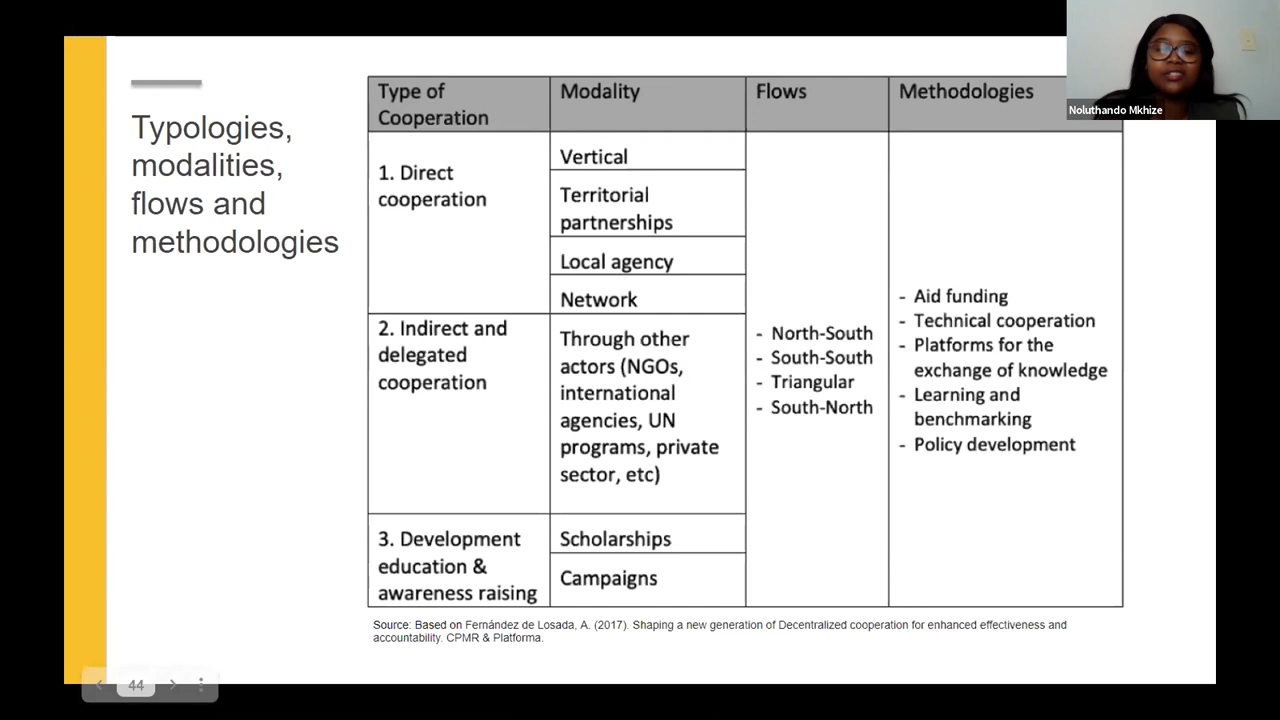 Typologies,
modalities,
flows and
methodologies
Type of
Cooperation
Modality
Flows
Methodologies
1. Direct
cooperation
Vertical
Territorial
partnerships
Local agency
Network
2. Indirect and
delegated
cooperation
Through other
actors (NGOs,
international
agencies, UN
programs, private
sector, etc)
3. Development
education &
awareness raising
Scholarships
Campaigns
- North-South
- South-South
- Triangular
- South-North
- Aid funding
- Technical cooperation
- Platforms for the
exchange of knowledge
- Learning and
benchmarking
- Policy development
Source: Based on Fernández de Losada, A. (2017). Shaping a new generation of Decentralized cooperation for enhanced effectiveness and
accountability. CPMR & Platforma.
44
Noluthando Mkhize